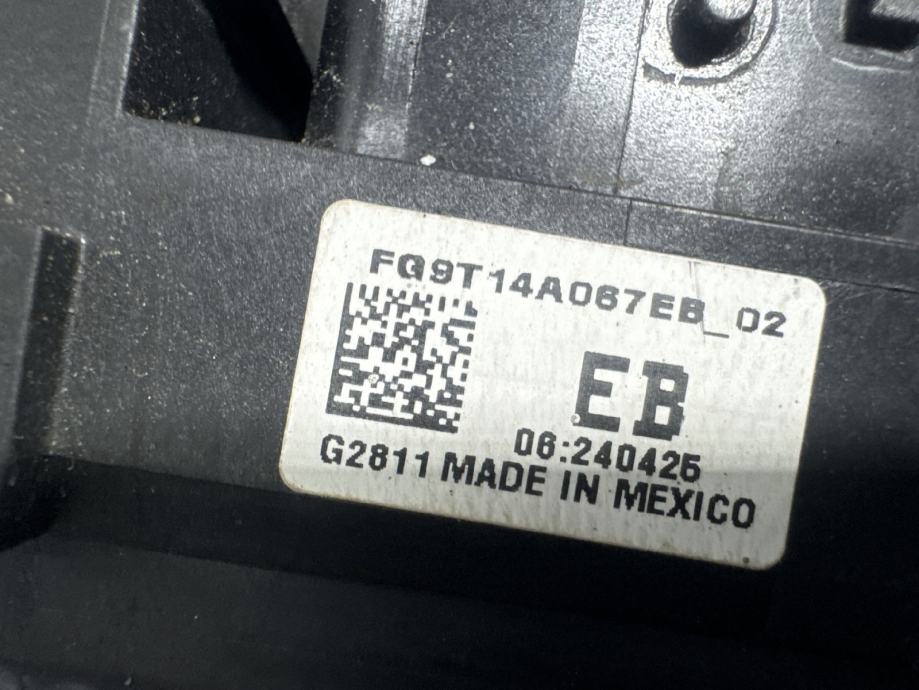 FG9T14A067EB_02
EB
06:240425
G2811 MADE IN MEXICO